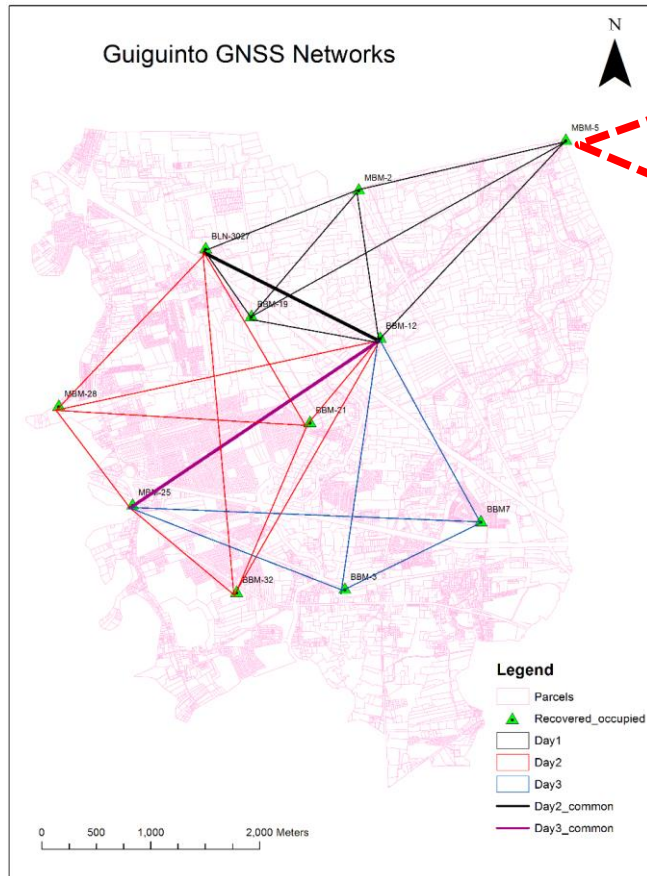 Guiguinto GNSS Networks
N
MBM-5
MBM-2
BLN-3027
BBM-19
BBM-12
MBM-28
BBM-21
MBM-25
BBM7
BBM-32
BBM-3
Legend
Parcels
Recovered_occupied
Day1
Day2
Day3
Day2_common
Day3_common
0 500 1,000 2,000 Meters